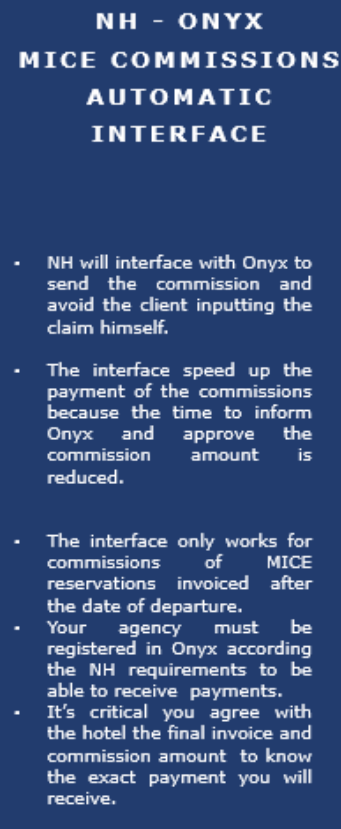 NH - ONYX
MICE COMMISSIONS
AUTOMATIC
INTERFACE
• NH will interface with Onyx to
send the commission and
avoid the client inputting the
claim himself.
• The interface speed up the
payment of the commissions
because the time to inform
Onyx and approve the
commission amount is
reduced.
• The interface only works for
commissions of MICE
reservations invoiced after
the date of departure.
• Your agency must be
registered in Onyx according
the NH requirements to be
able to receive payments.
• It's critical you agree with
the hotel the final invoice and
commission amount to know
the exact payment you will
receive.